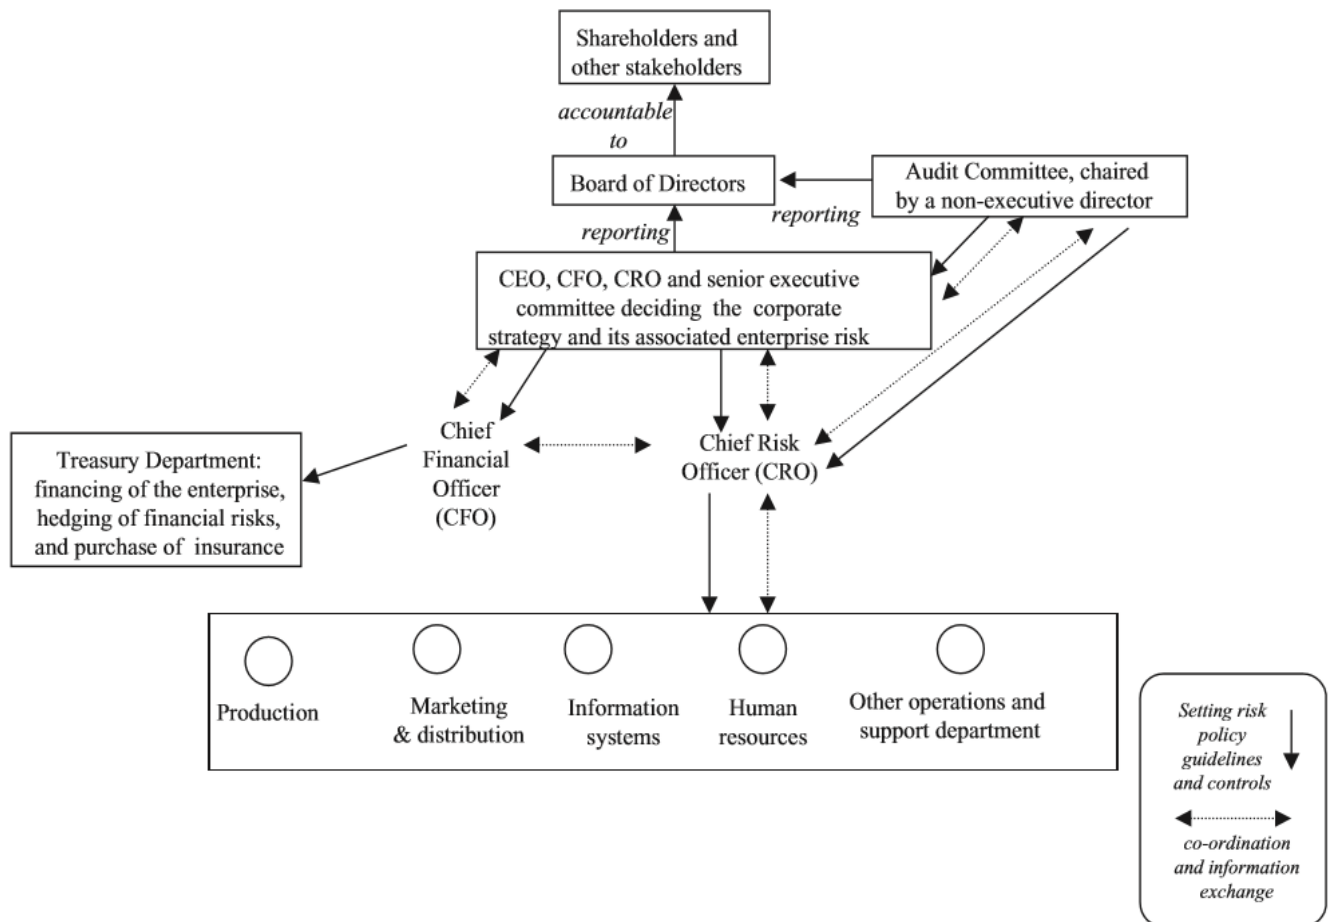 Shareholders and
other stakeholders
accountable
to
Board of Directors
Audit Committee, chaired
by a non-executive director
reporting
reporting
CEO, CFO, CRO and senior executive
committee deciding the corporate
strategy and its associated enterprise risk
Chief
Financial
Officer
(CFO)
Chief Risk
Officer (CRO)
Treasury Department:
financing of the enterprise,
hedging of financial risks,
and purchase of insurance
Production
Marketing
& distribution
Information
systems
Human
resources
Other operations and
support department
Setting risk
policy
guidelines
and controls
co-ordination
and information
exchange